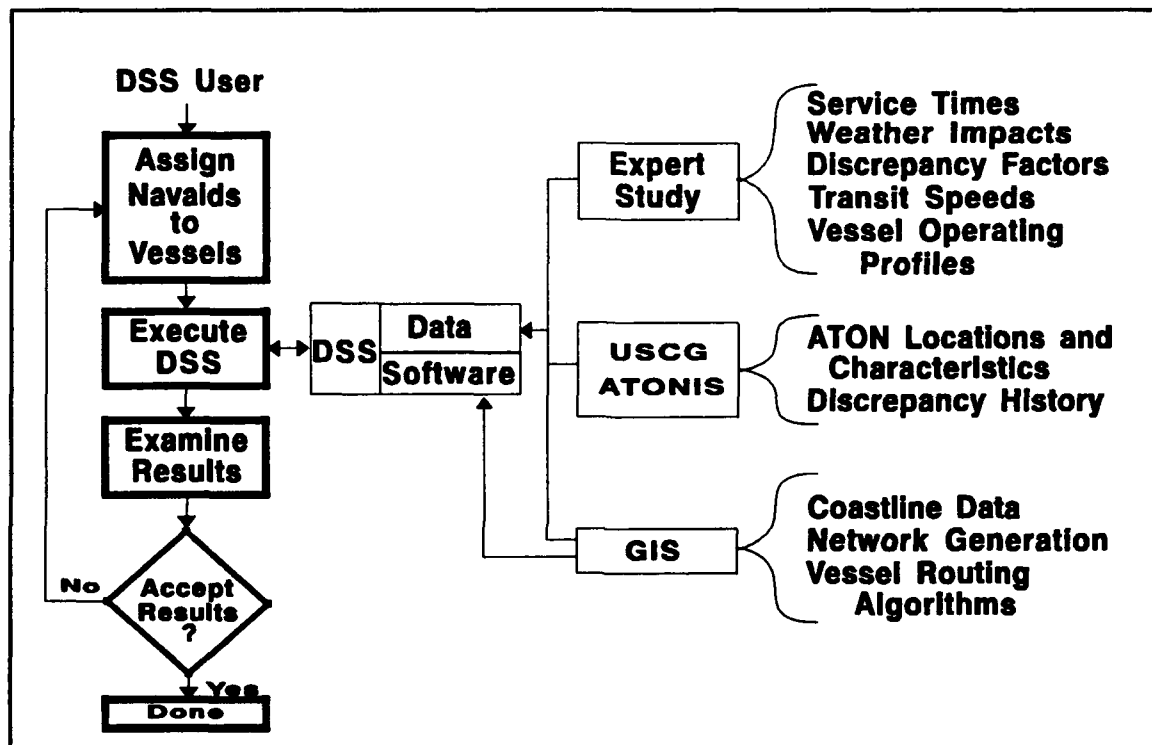 DSS User
Assign
Navaids
to
Vessels
Execute
DSS
Examine
Results
No
Accept
Results
?
Yes
Done
DSS
Data
Software
Expert
Study
USCG
ATONIS
GIS
Service Times
Weather Impacts
Discrepancy Factors
Transit Speeds
Vessel Operating
Profiles
ATON Locations and
Characteristics
Discrepancy History
Coastline Data
Network Generation
Vessel Routing
Algorithms